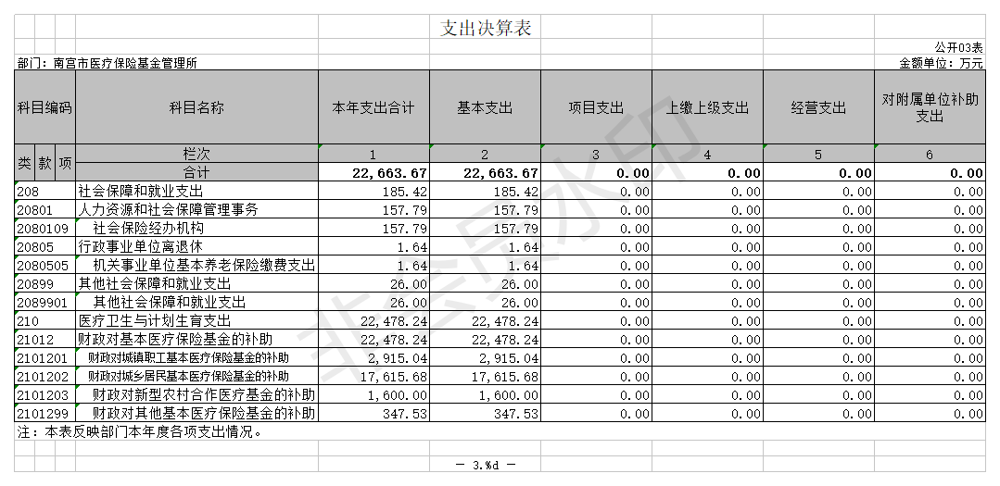 支出决算表
公开03表
部门：南宫市医疗保险基金管理所 金额单位：万元
科目编码 科目名称 本年支出合计 基本支出 项目支出 上缴上级支出 经营支出 对附属单位补助支出
类 款 项 栏次 1 2 3 4 5 6
合计 22,663.67 22,663.67 0.00 0.00 0.00 0.00
208 社会保障和就业支出 185.42 185.42 0.00 0.00 0.00 0.00
20801 人力资源和社会保障管理事务 157.79 157.79 0.00 0.00 0.00 0.00
2080109 社会保险经办机构 157.79 157.79 0.00 0.00 0.00 0.00
20805 行政事业单位离退休 1.64 1.64 0.00 0.00 0.00 0.00
2080505 机关事业单位基本养老保险缴费支出 1.64 1.64 0.00 0.00 0.00 0.00
20899 其他社会保障和就业支出 26.00 26.00 0.00 0.00 0.00 0.00
2089901 其他社会保障和就业支出 26.00 26.00 0.00 0.00 0.00 0.00
210 医疗卫生与计划生育支出 22,478.24 22,478.24 0.00 0.00 0.00 0.00
21012 财政对基本医疗保险基金的补助 22,478.24 22,478.24 0.00 0.00 0.00 0.00
2101201 财政对城镇职工基本医疗保险基金的补助 2,915.04 2,915.04 0.00 0.00 0.00 0.00
2101202 财政对城乡居民基本医疗保险基金的补助 17,615.68 17,615.68 0.00 0.00 0.00 0.00
2101203 财政对新型农村合作医疗基金的补助 1,600.00 1,600.00 0.00 0.00 0.00 0.00
2101299 财政对其他基本医疗保险基金的补助 347.53 347.53 0.00 0.00 0.00 0.00
注：本表反映部门本年度各项支出情况。
— 3.%d —
非会员水印